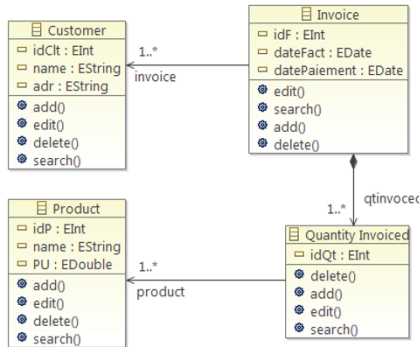 Customer
idClt : EInt
name : EString
adr : EString
add()
edit()
delete()
search()
1..*
invoice
Invoice
idF : EInt
dateFact : EDate
datePaiement : EDate
edit()
search()
add()
delete()
1..*
qtinvoced
Product
idP : EInt
name : EString
PU : EDouble
add()
edit()
delete()
search()
1..*
product
Quantity Invoiced
idQt : EInt
delete()
add()
edit()
search()